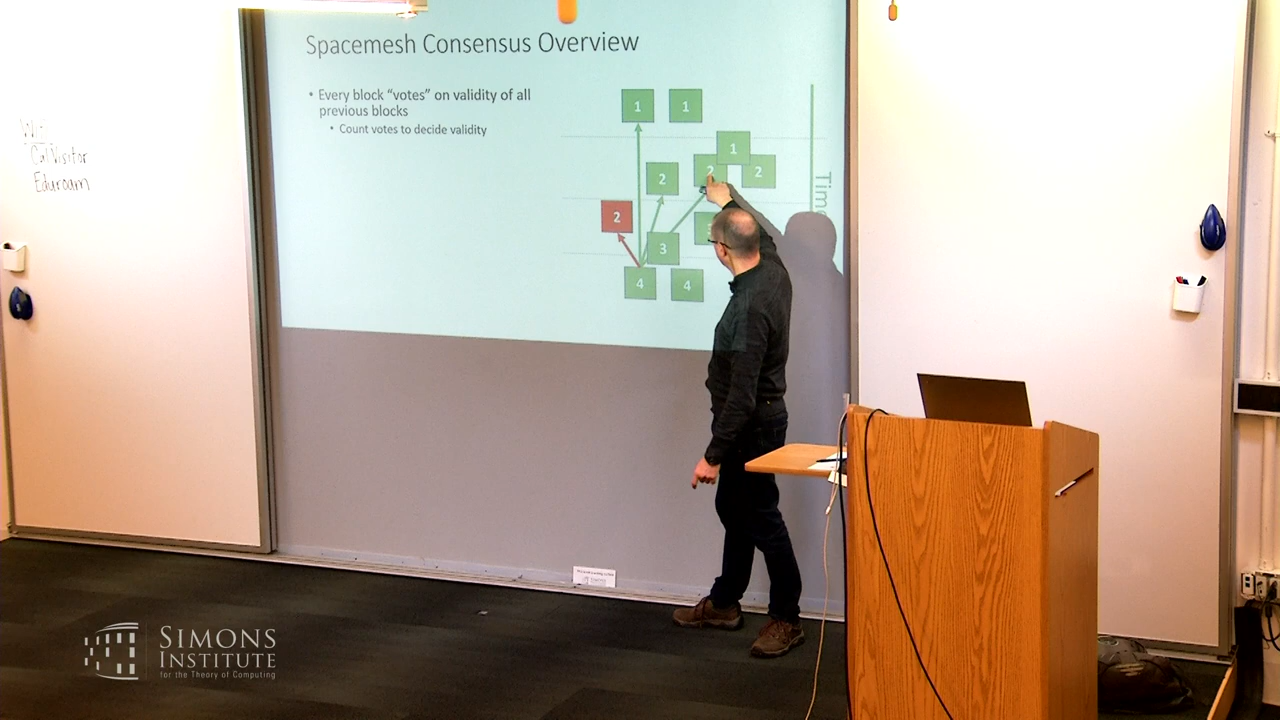 Spacemesh Consensus Overview
• Every block “votes” on validity of all
previous blocks
• Count votes to decide validity
1 1
1
2 2 2
2
3
4 4
Time
Wifi
CalVisitor
Eduroam
SIMONS
INSTITUTE
for the Theory of Computing